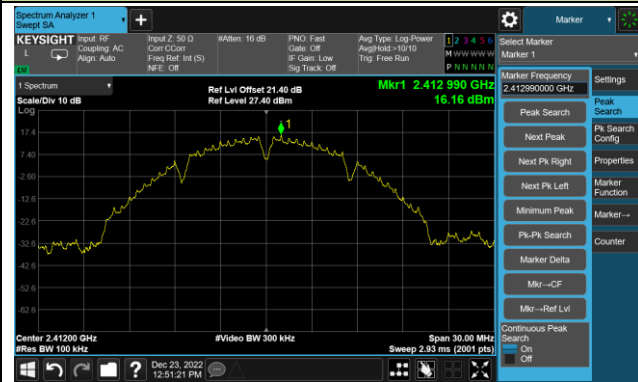 Spectrum Analyzer 1
Swept SA
Marker
KEYSIGHT
L
Input: RF
Coupling: AC
Align: Auto
Input Z: 50 Ω
Corr CCorr
Freq Ref: Int (S)
NFE: Off
#Atten: 16 dB
PNO: Fast
Gate: Off
IF Gain: Low
Sig Track: Off
Avg Type: Log-Power
Avg|Hold:>10/10
Trig: Free Run
1 2 3 4 5 6
M W W W W W
P N N N N N
Select Marker
Marker 1
1 Spectrum
Scale/Div 10 dB
Log
Ref Lvl Offset 21.40 dB
Ref Level 27.40 dBm
Mkr1 2.412 990 GHz
16.16 dBm
1
17.4
7.40
-2.60
-12.6
-22.6
-32.6
-42.6
-52.6
-62.6
Center 2.41200 GHz
#Res BW 100 kHz
#Video BW 300 kHz
Span 30.00 MHz
Sweep 2.93 ms (2001 pts)
Marker Frequency
2.412990000 GHz
Peak Search
Next Peak
Next Pk Right
Next Pk Left
Minimum Peak
Pk-Pk Search
Marker Delta
Mkr→CF
Mkr→Ref Lvl
Continuous Peak
Search
On
Off
Settings
Peak
Search
Pk Search
Config
Properties
Marker
Function
Marker→
Counter
?
Dec 23, 2022
12:51:21 PM